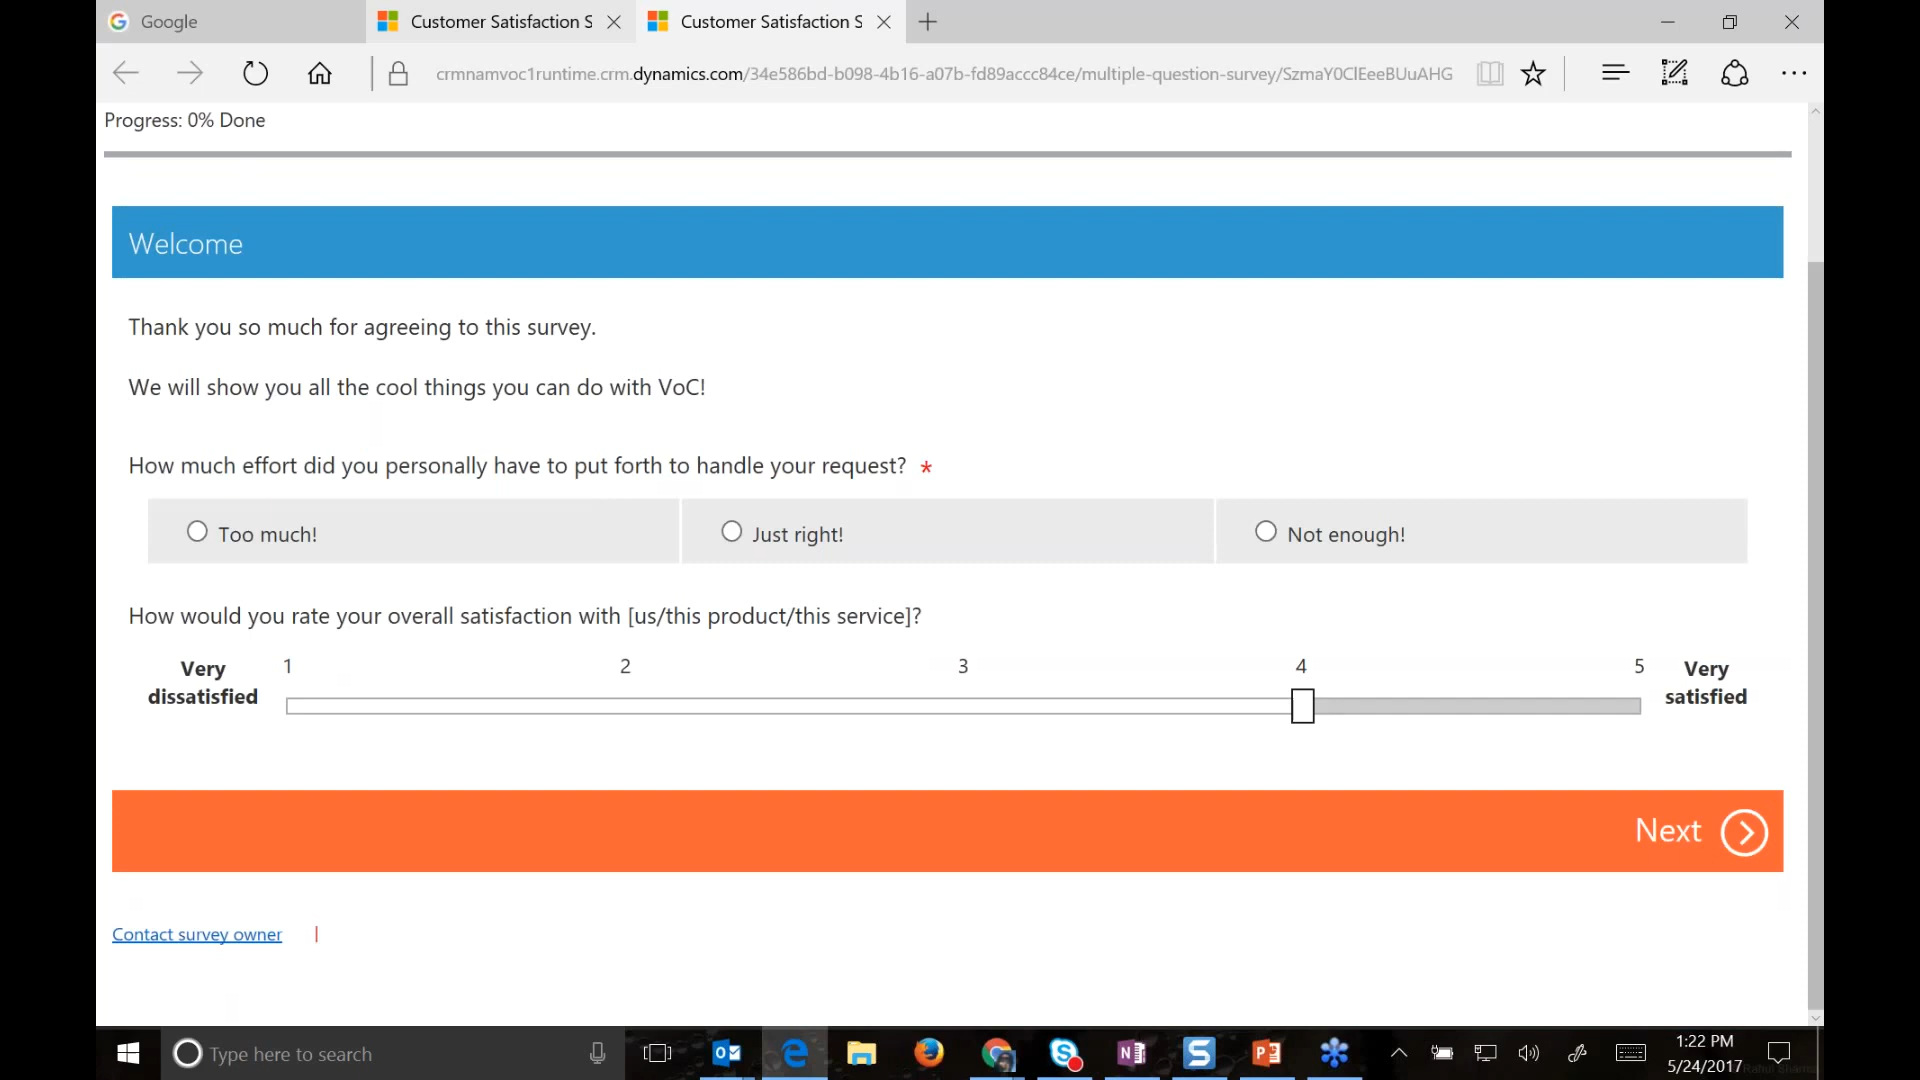 Google
Customer Satisfaction S
Customer Satisfaction S
crmnamvoc1runtime.crm.dynamics.com/34e586bd-b098-4b16-a07b-fd89accc84ce/multiple-question-survey/SzmaY0ClEeeBUuAHG
Progress: 0% Done
Welcome
Thank you so much for agreeing to this survey.
We will show you all the cool things you can do with VoC!
How much effort did you personally have to put forth to handle your request? *
Too much! Just right! Not enough!
How would you rate your overall satisfaction with [us/this product/this service]?
Very dissatisfied 1 2 3 4 5 Very satisfied
Next
Contact survey owner |
Type here to search
1:22 PM
5/24/2017
Rahul Sharma